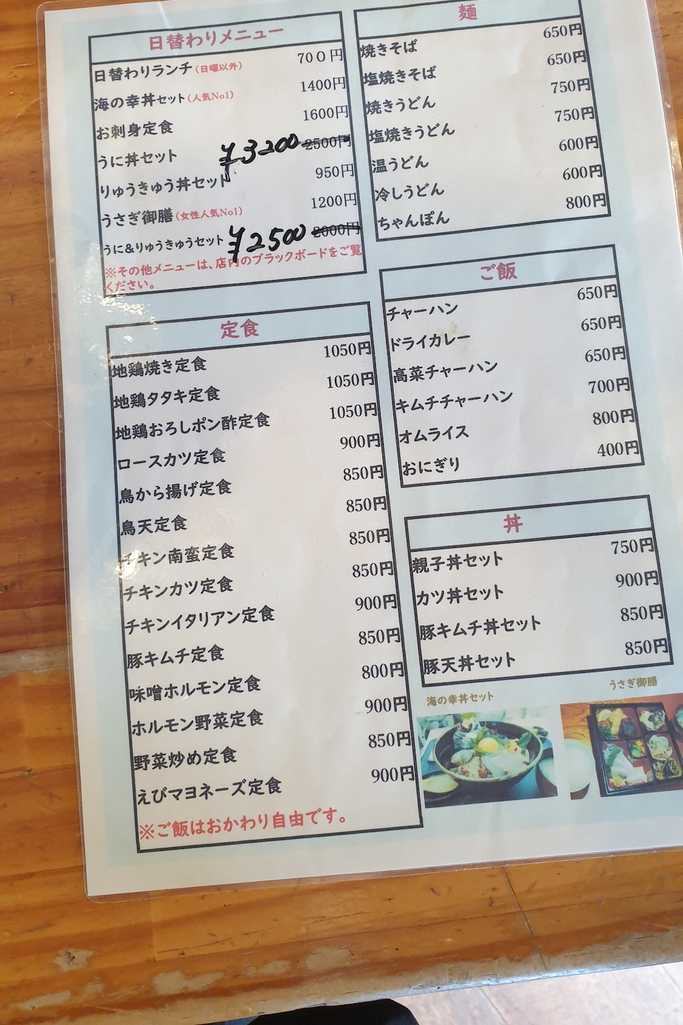 日替わりメニュー
日替わりランチ(日曜以外) 700円
海の幸丼セット(人気No1) 1400円
お刺身定食 1600円
うに丼セット ¥3200 2500円
りゅうきゅう丼セット 950円
うさぎ御膳(女性人気No1) 1200円
うに&りゅうきゅうセット ¥2500 2000円
※その他メニューは、店内のブラックボードをご覧
ください。
定食
地鶏焼き定食 1050円
地鶏タタキ定食 1050円
地鶏おろしポン酢定食 1050円
ロースカツ定食 900円
鳥から揚げ定食 850円
鳥天定食 850円
チキン南蛮定食 850円
チキンカツ定食 850円
チキンイタリアン定食 900円
豚キムチ定食 850円
味噌ホルモン定食 800円
ホルモン野菜定食 900円
野菜炒め定食 850円
えびマヨネーズ定食 900円
※ご飯はおかわり自由です。
麺
焼きそば 650円
塩焼きそば 650円
焼きうどん 750円
塩焼きうどん 750円
温うどん 600円
冷しうどん 600円
ちゃんぽん 800円
ご飯
チャーハン 650円
ドライカレー 650円
高菜チャーハン 650円
キムチチャーハン 700円
オムライス 800円
おにぎり 400円
丼
親子丼セット 750円
カツ丼セット 900円
豚キムチ丼セット 850円
豚天丼セット 850円
海の幸丼セット
うさぎ御膳